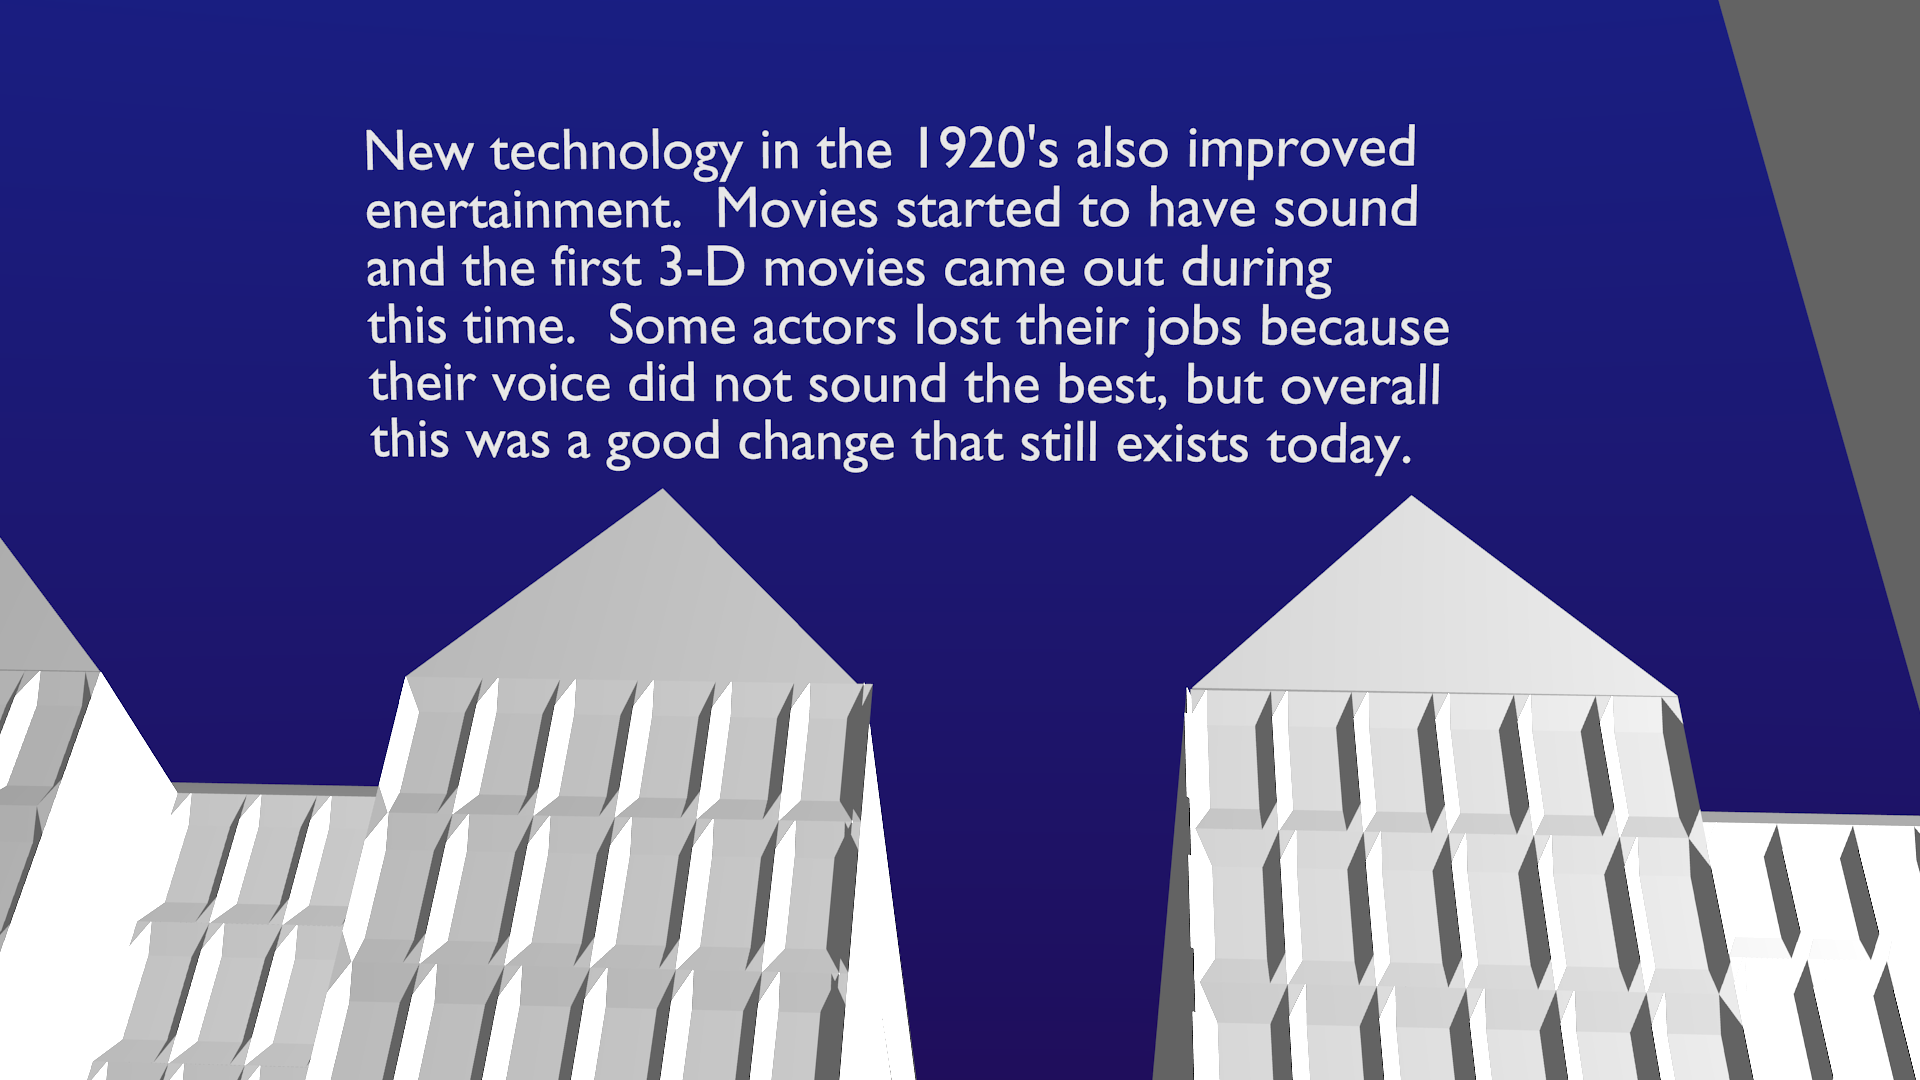 New technology in the 1920's also improved
enertainment.  Movies started to have sound
and the first 3-D movies came out during
this time.  Some actors lost their jobs because
their voice did not sound the best, but overall
this was a good change that still exists today.